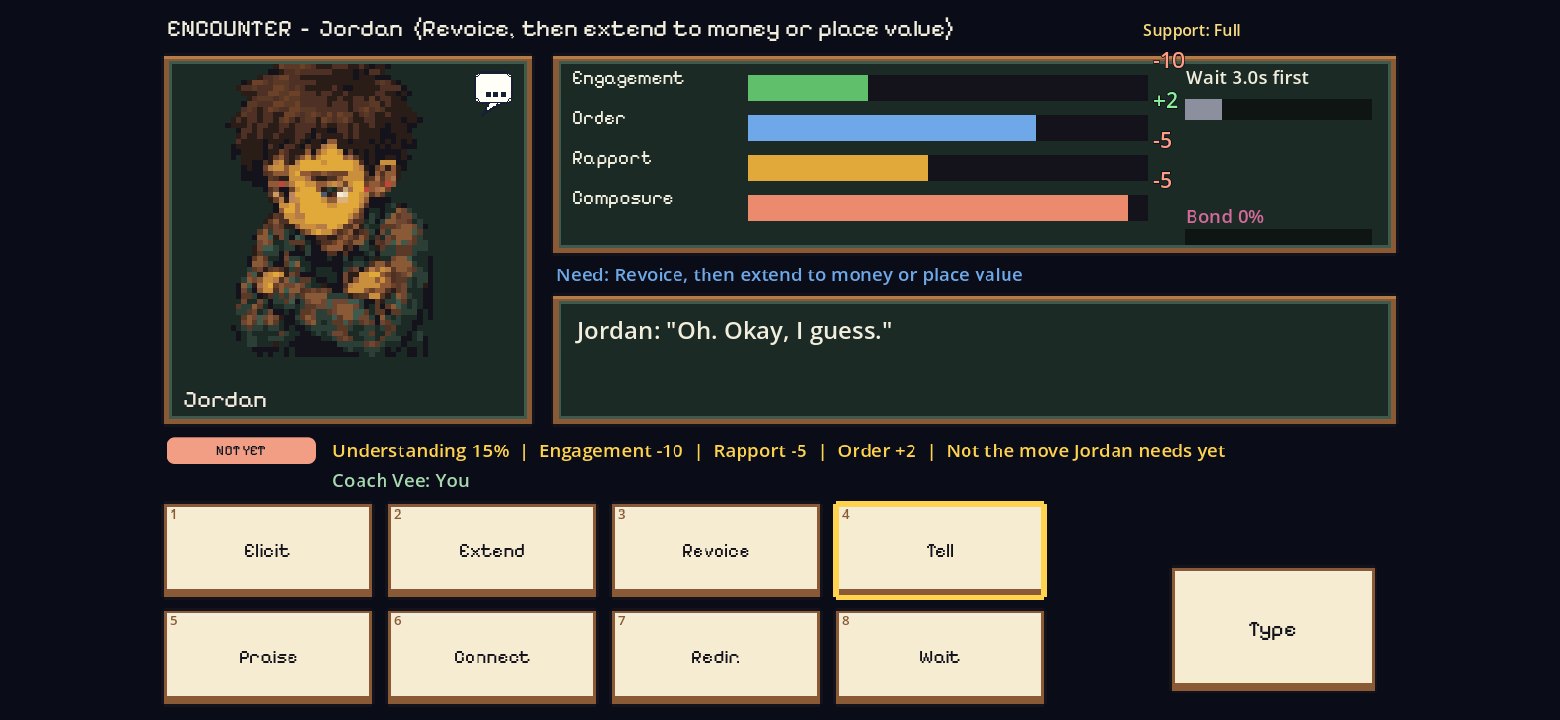 ENCOUNTER - Jordan (Revoice, then extend to money or place value)
Support: Full
Engagement
-10
Wait 3.0s first
Order
+2
Rapport
-5
Composure
-5
Bond 0%
Need: Revoice, then extend to money or place value
Jordan: "Oh. Okay, I guess."
Jordan
NOT YET
Understanding 15% | Engagement -10 | Rapport -5 | Order +2 | Not the move Jordan needs yet
Coach Vee: You
1 Elicit
2 Extend
3 Revoice
4 Tell
5 Praise
6 Connect
7 Redir.
8 Wait
Type